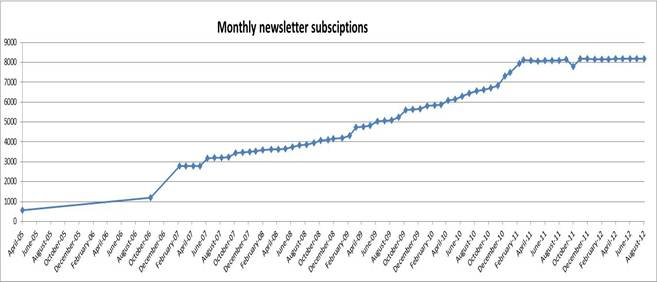 Monthly newsletter subsciptions
9000
8000
7000
6000
5000
4000
3000
2000
1000
0
April-05
June-05
August-05
October-05
December-05
February-06
April-06
June-06
August-06
October-06
December-06
February-07
April-07
June-07
August-07
October-07
December-07
February-08
April-08
June-08
August-08
October-08
December-08
February-09
April-09
June-09
August-09
October-09
December-09
February-10
April-10
June-10
August-10
October-10
December-10
February-11
April-11
June-11
August-11
October-11
December-11
February-12
April-12
June-12
August-12